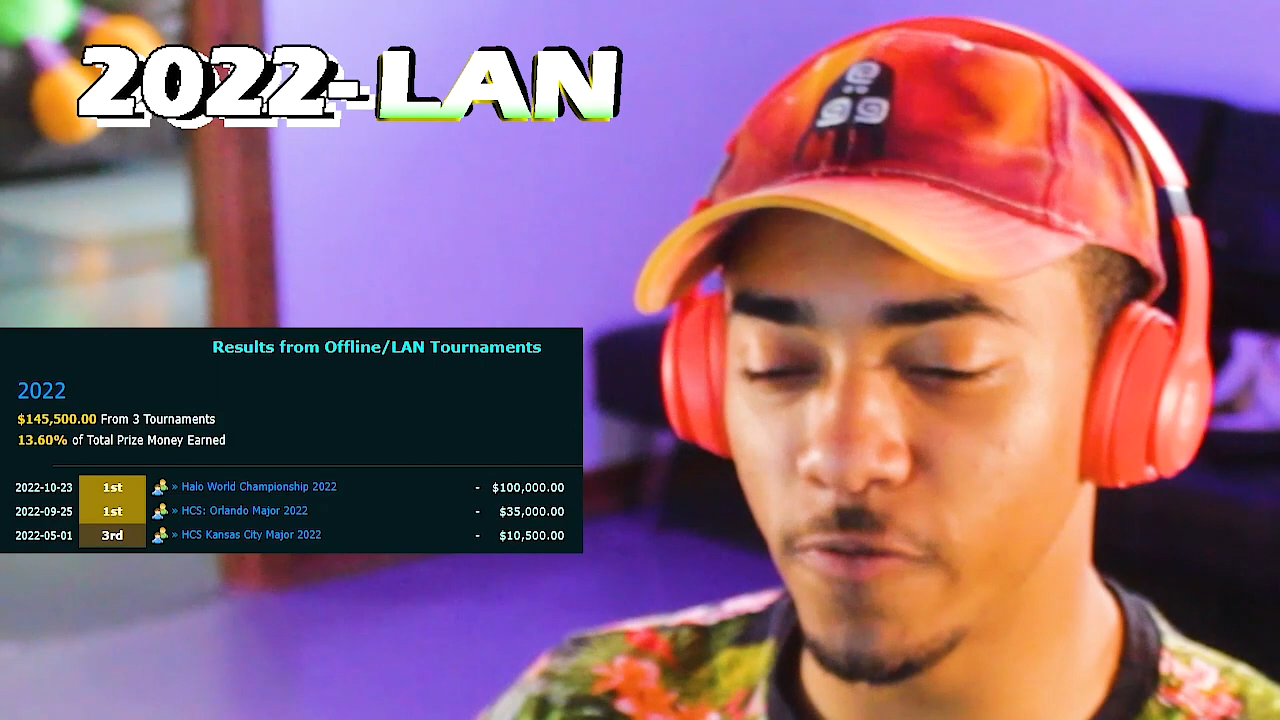 2022-LAN
Results from Offline/LAN Tournaments
2022
$145,500.00 From 3 Tournaments
13.60% of Total Prize Money Earned
2022-10-23 1st » Halo World Championship 2022 - $100,000.00
2022-09-25 1st » HCS: Orlando Major 2022 - $35,000.00
2022-05-01 3rd » HCS Kansas City Major 2022 - $10,500.00